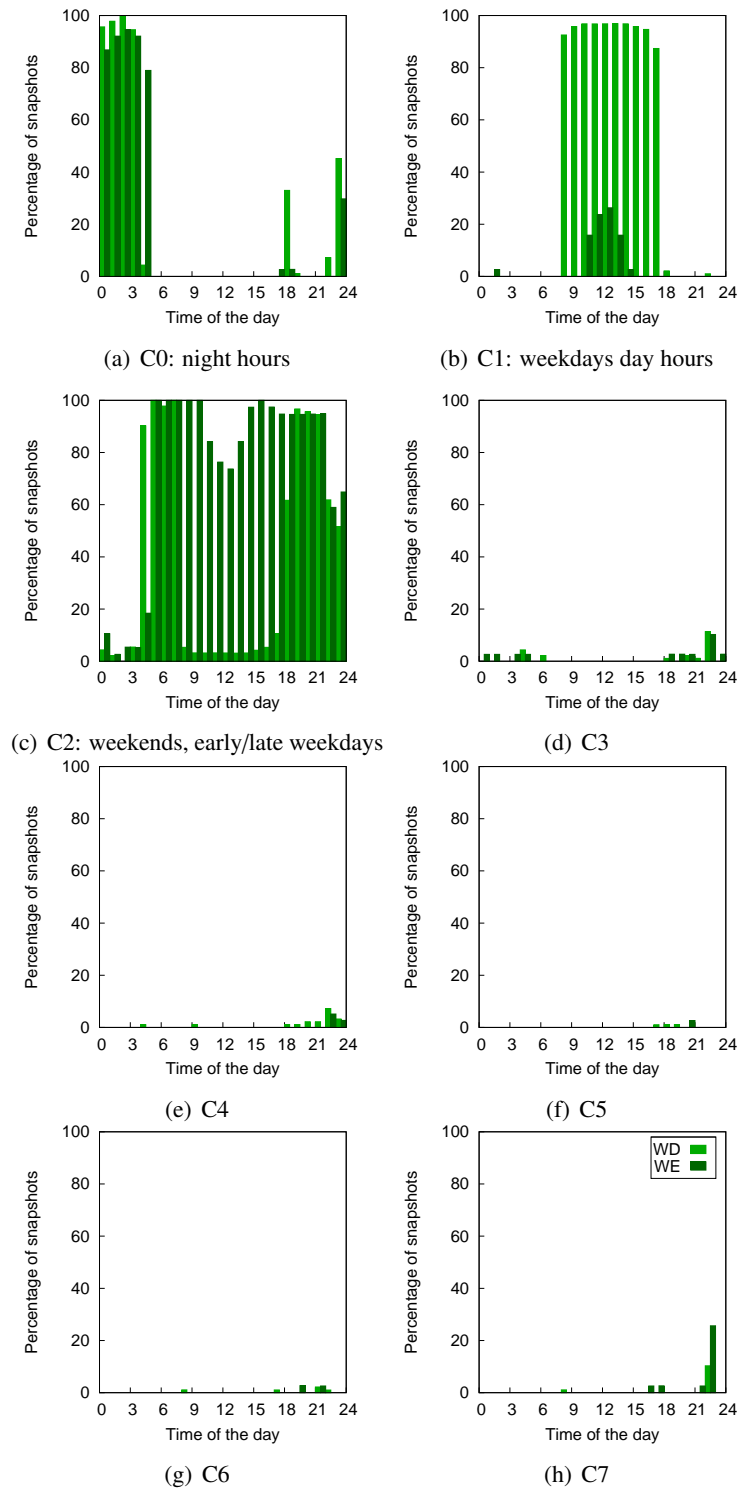 Percentage of snapshots
100
80
60
40
20
0
0 3 6 9 12 15 18 21 24
Time of the day
(a) C0: night hours
Percentage of snapshots
100
80
60
40
20
0
0 3 6 9 12 15 18 21 24
Time of the day
(b) C1: weekdays day hours
Percentage of snapshots
100
80
60
40
20
0
0 3 6 9 12 15 18 21 24
Time of the day
(c) C2: weekends, early/late weekdays
Percentage of snapshots
100
80
60
40
20
0
0 3 6 9 12 15 18 21 24
Time of the day
(d) C3
Percentage of snapshots
100
80
60
40
20
0
0 3 6 9 12 15 18 21 24
Time of the day
(e) C4
Percentage of snapshots
100
80
60
40
20
0
0 3 6 9 12 15 18 21 24
Time of the day
(f) C5
Percentage of snapshots
100
80
60
40
20
0
0 3 6 9 12 15 18 21 24
Time of the day
(g) C6
Percentage of snapshots
100
80
60
40
20
0
WD
WE
0 3 6 9 12 15 18 21 24
Time of the day
(h) C7